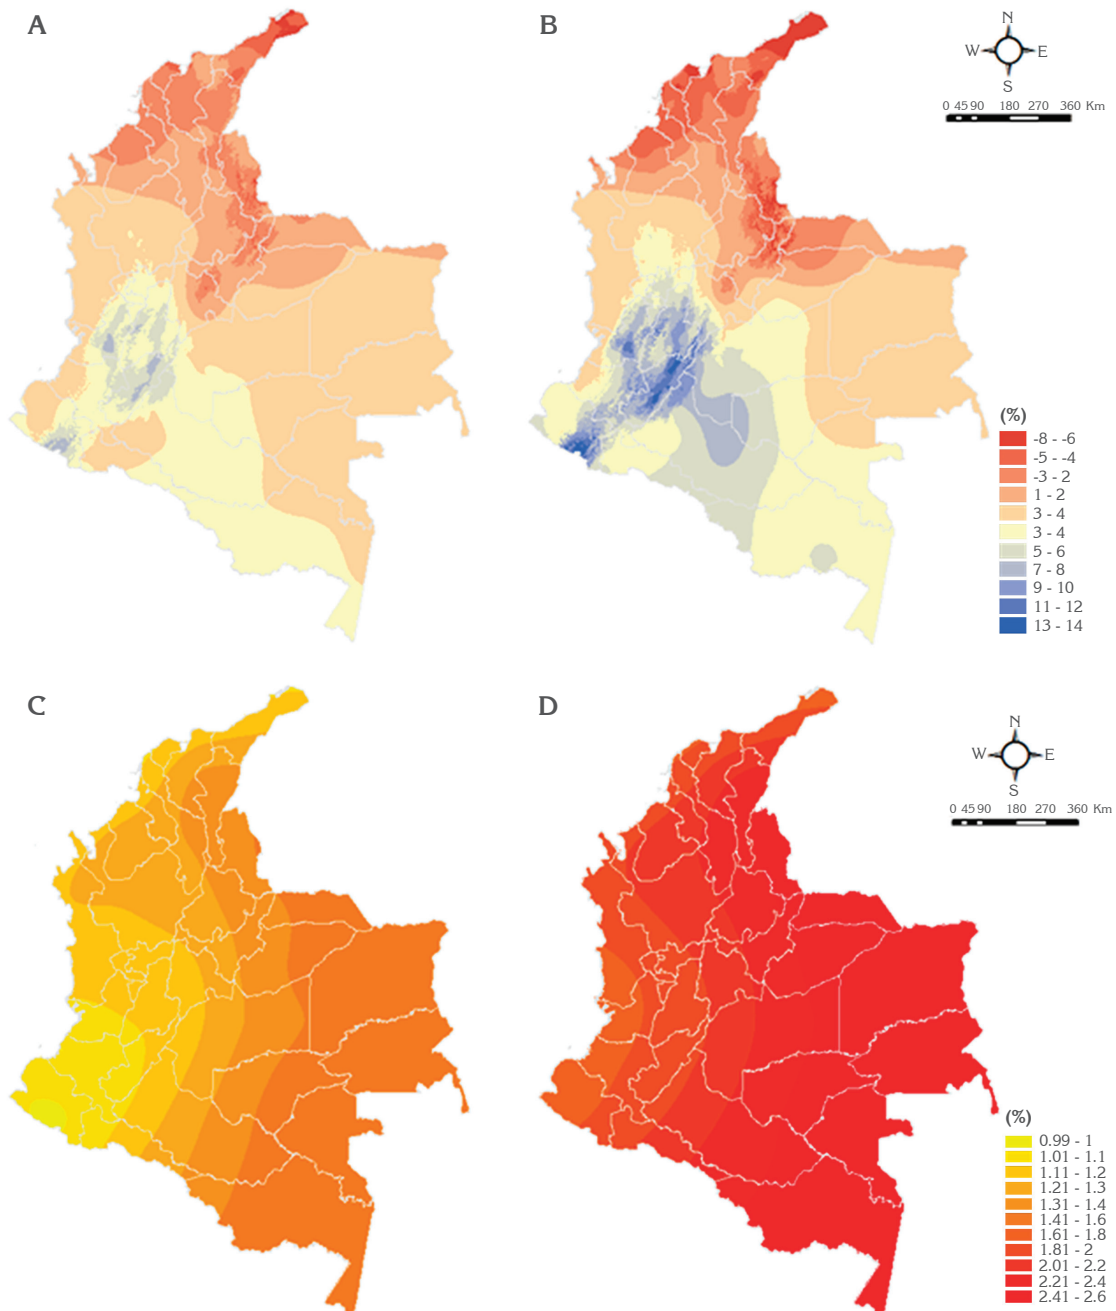 A
B
N
W E
S
0 45 90 180 270 360 Km
(%)
-8 - -6
-5 - -4
-3 - 2
1 - 2
3 - 4
3 - 4
5 - 6
7 - 8
9 - 10
11 - 12
13 - 14
C
D
N
W E
S
0 45 90 180 270 360 Km
(%)
0.99 - 1
1.01 - 1.1
1.11 - 1.2
1.21 - 1.3
1.31 - 1.4
1.41 - 1.6
1.61 - 1.8
1.81 - 2
2.01 - 2.2
2.21 - 2.4
2.41 - 2.6